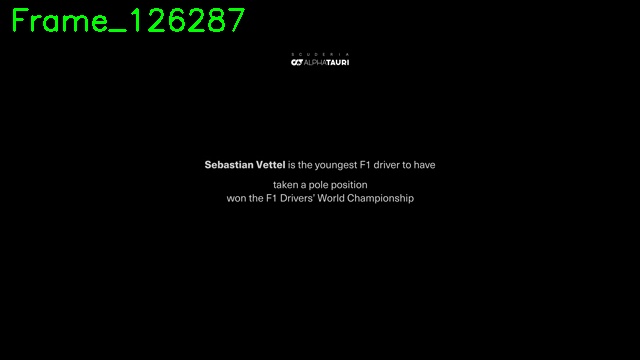 Frame_126287
SCUDERIA
ALPHATAURI
Sebastian Vettel is the youngest F1 driver to have
taken a pole position
won the F1 Drivers' World Championship